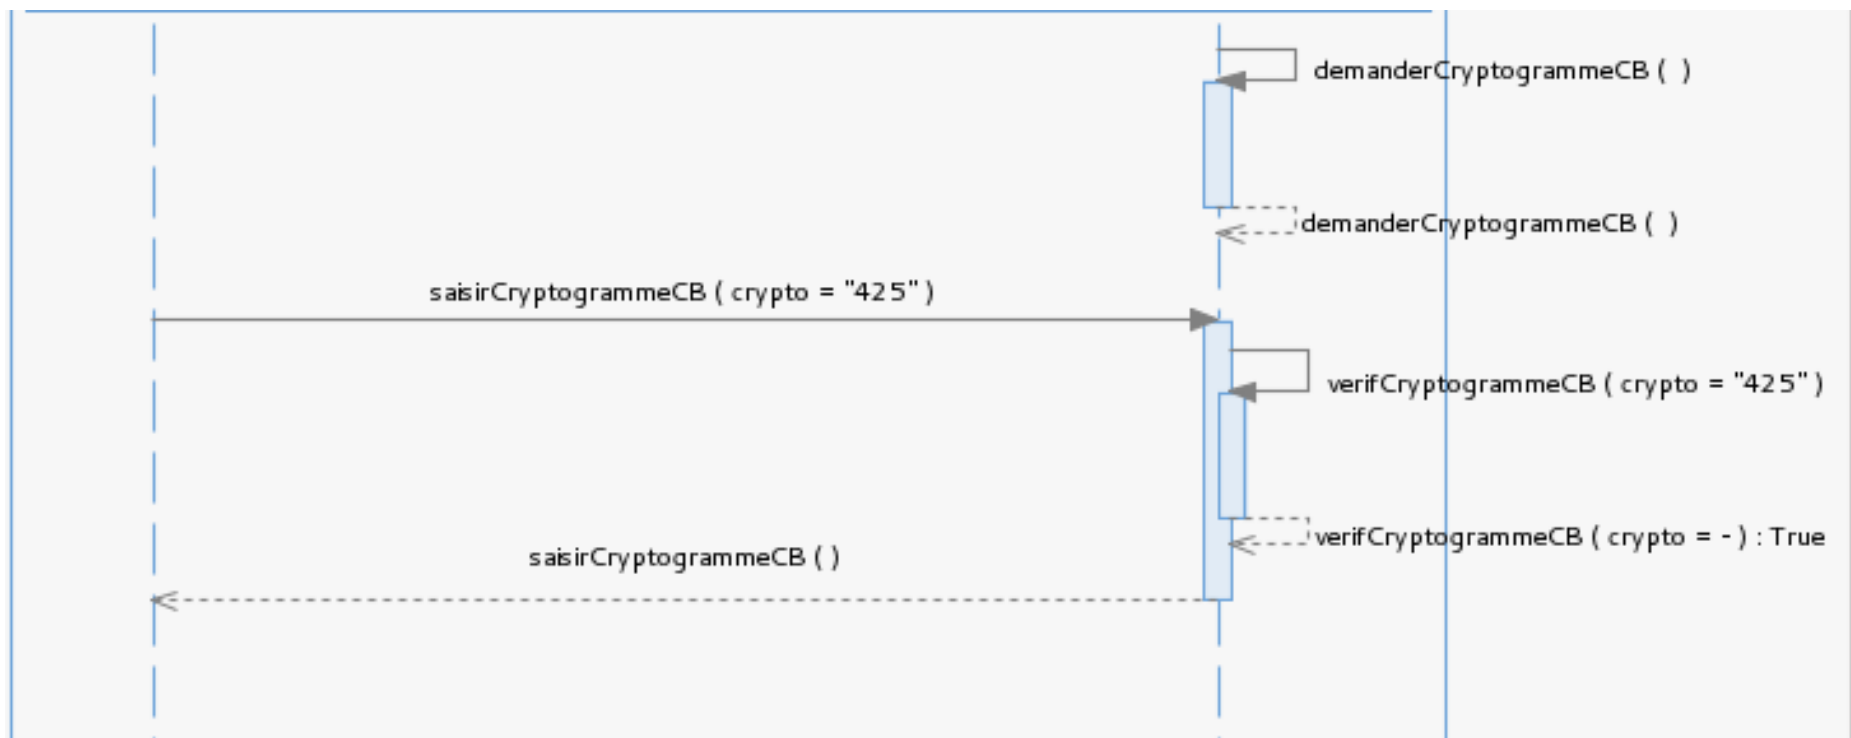 demanderCryptogrammeCB ( )
demanderCryptogrammeCB ( )
saisirCryptogrammeCB ( crypto = "425" )
verifCryptogrammeCB ( crypto = "425" )
verifCryptogrammeCB ( crypto = - ) : True
saisirCryptogrammeCB ( )